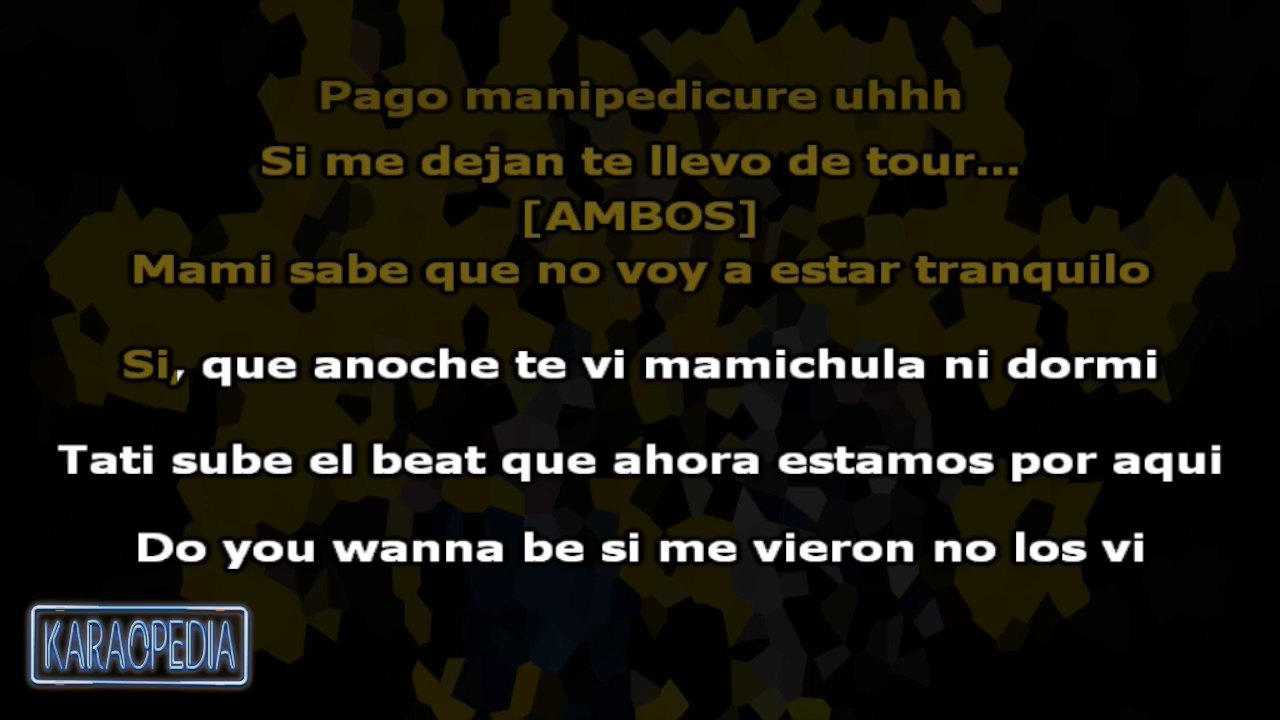 Pago manipedicure uhhh
Si me dejan te llevo de tour...
[AMBOS]
Mami sabe que no voy a estar tranquilo
Si, que anoche te vi mamichula ni dormi
Tati sube el beat que ahora estamos por aqui
Do you wanna be si me vieron no los vi
KARAOPEDIA